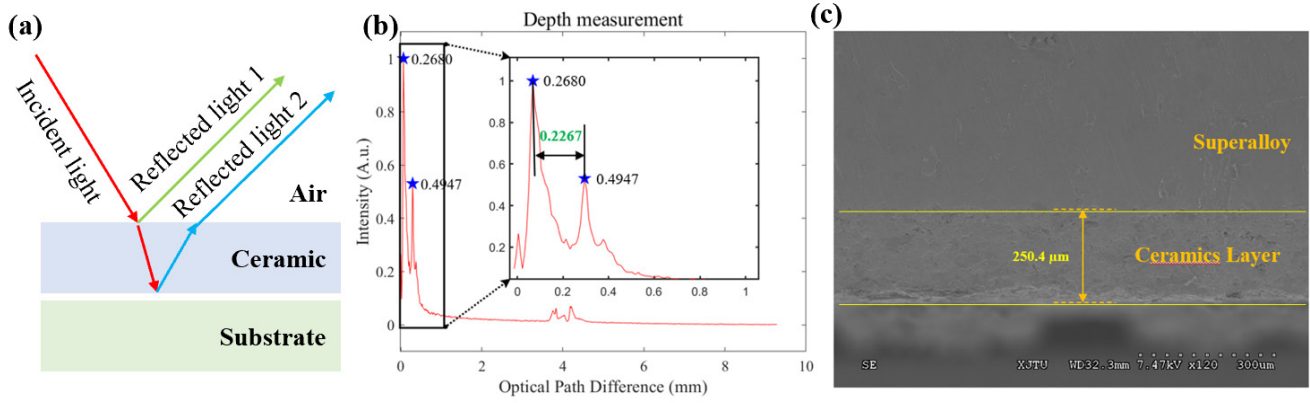 (a)
Incident light
Reflected light 1
Reflected light 2
Air
Ceramic
Substrate
(b)
Depth measurement
Intensity (A.u.)
1
0.8
0.6
0.4
0.2
0
0.2680
0.4947
1
0.8
0.6
0.4
0.2
0.2680
0.2267
0.4947
0 0.2 0.4 0.6 0.8 1
0 2 4 6 8 10
Optical Path Difference (mm)
(c)
Superalloy
250.4 μm
Ceramics Layer
SE XJTU WD32.3mm 7.47kV x120 300um